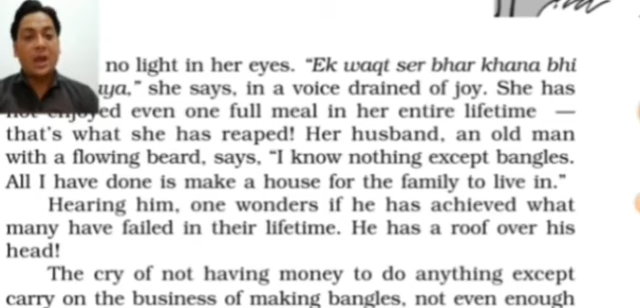 no light in her eyes. “Ek waqt ser bhar khana bhi
,” she says, in a voice drained of joy. She has
even one full meal in her entire lifetime —
that’s what she has reaped! Her husband, an old man
with a flowing beard, says, “I know nothing except bangles.
All I have done is make a house for the family to live in.”
Hearing him, one wonders if he has achieved what
many have failed in their lifetime. He has a roof over his
head!
The cry of not having money to do anything except
carry on the business of making bangles, not even enough